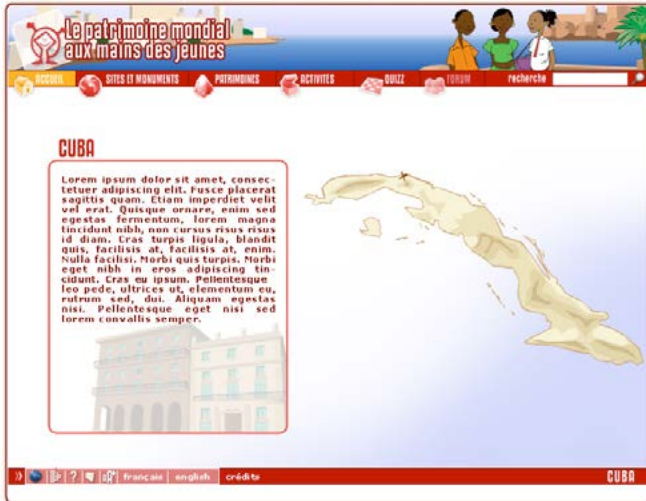 Le patrimoine mondial
aux mains des jeunes
ACCUEIL SITES ET MONUMENTS PATRIMOINES ACTIVITÉS QUIZZ FORUM recherche
CUBA
Lorem ipsum dolor sit amet, consec-
tetuer adipiscing elit. Fusce placerat
sagittis quam. Etiam imperdiet velit
vel erat. Quisque ornare, enim sed
egestas fermentum, lorem magna
tincidunt nibh, non cursus risus risus
id diam. Cras turpis ligula, blandit
quis, facilisis at, facilisis at, enim.
Nulla facilisi. Morbi quis turpis. Morbi
eget nibh in eros adipiscing tin-
cidunt. Cras eu ipsum. Pellentesque
leo pede, ultrices ut, elementum eu,
rutrum sed, dui. Aliquam egestas
nisi. Pellentesque eget nisi sed
lorem convallis semper.
? A+ français english crédits CUBA